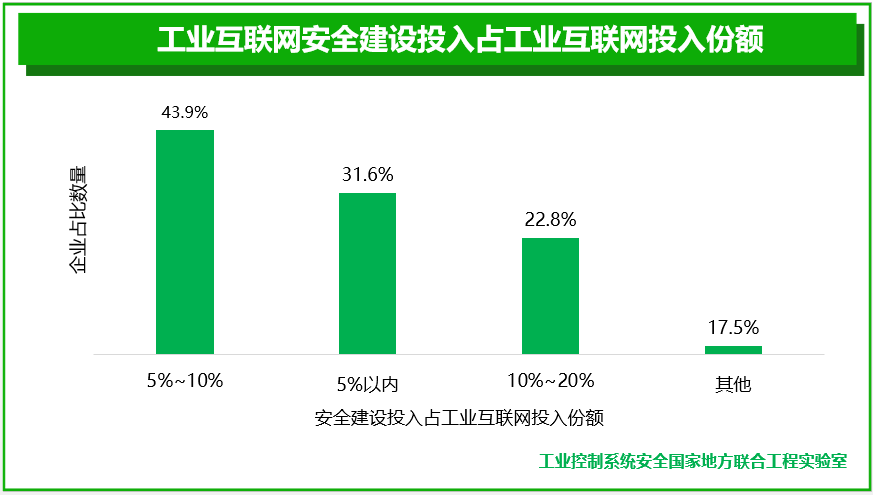 工业互联网安全建设投入占工业互联网投入份额
43.9%
31.6%
22.8%
17.5%
企业占比数量
5%~10%
5%以内
10%~20%
其他
安全建设投入占工业互联网投入份额
工业控制系统安全国家地方联合工程实验室